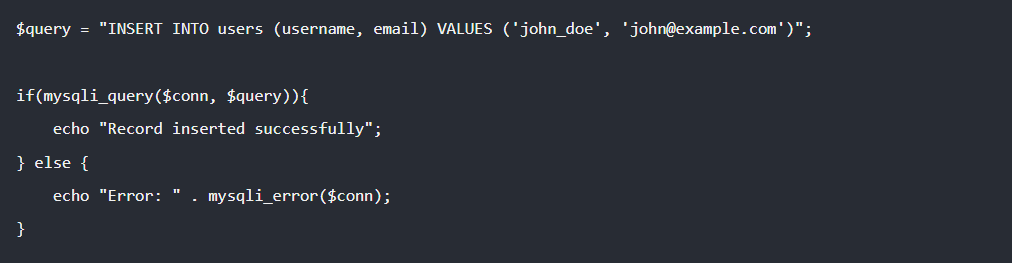 $query = "INSERT INTO users (username, email) VALUES ('john_doe', 'john@example.com')";
if(mysqli_query($conn, $query)){
    echo "Record inserted successfully";
} else {
    echo "Error: " . mysqli_error($conn);
}